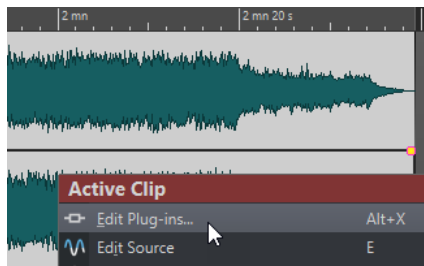 2 mn
2 mn 20 s
Active Clip
Edit Plug-ins... Alt+X
Edit Source E